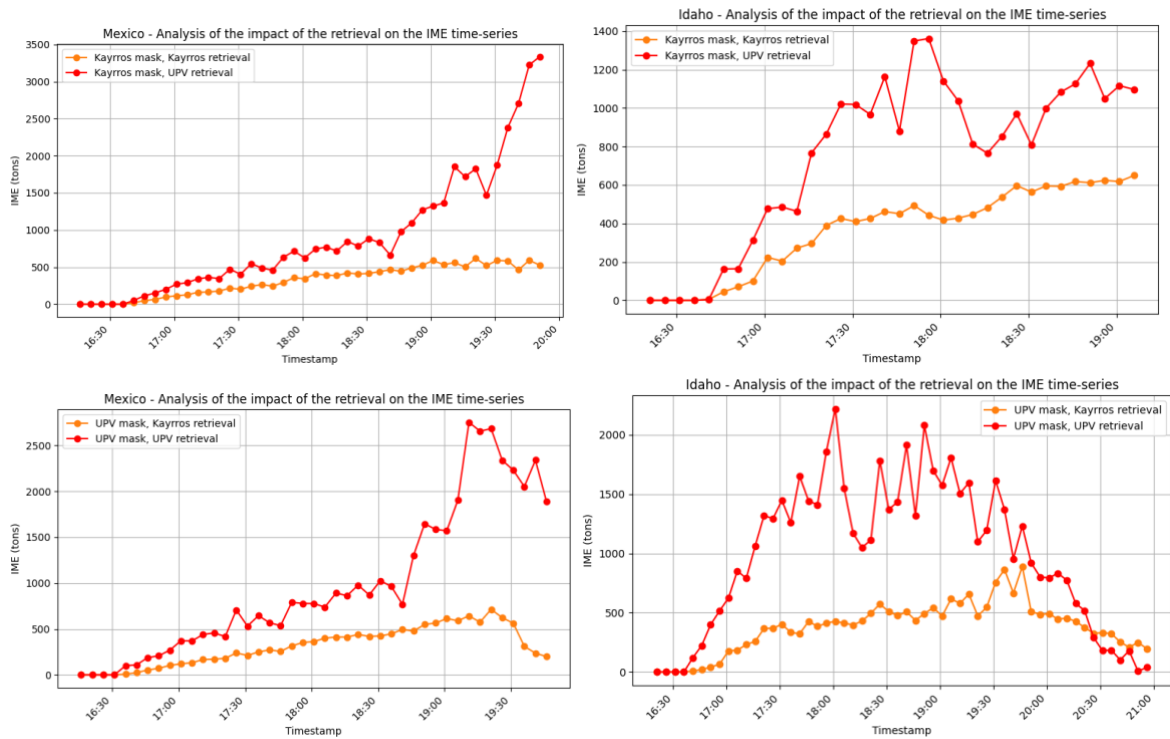 Mexico - Analysis of the impact of the retrieval on the IME time-series
Kayrros mask, Kayrros retrieval
Kayrros mask, UPV retrieval
IME (tons)
3500
3000
2500
2000
1500
1000
500
0
16:30
17:00
17:30
18:00
18:30
19:00
19:30
20:00
Timestamp
Idaho - Analysis of the impact of the retrieval on the IME time-series
Kayrros mask, Kayrros retrieval
Kayrros mask, UPV retrieval
IME (tons)
1400
1200
1000
800
600
400
200
0
16:30
17:00
17:30
18:00
18:30
19:00
Timestamp
Mexico - Analysis of the impact of the retrieval on the IME time-series
UPV mask, Kayrros retrieval
UPV mask, UPV retrieval
IME (tons)
2500
2000
1500
1000
500
0
16:30
17:00
17:30
18:00
18:30
19:00
19:30
Timestamp
Idaho - Analysis of the impact of the retrieval on the IME time-series
UPV mask, Kayrros retrieval
UPV mask, UPV retrieval
IME (tons)
2000
1500
1000
500
0
16:30
17:00
17:30
18:00
18:30
19:00
19:30
20:00
20:30
21:00
Timestamp